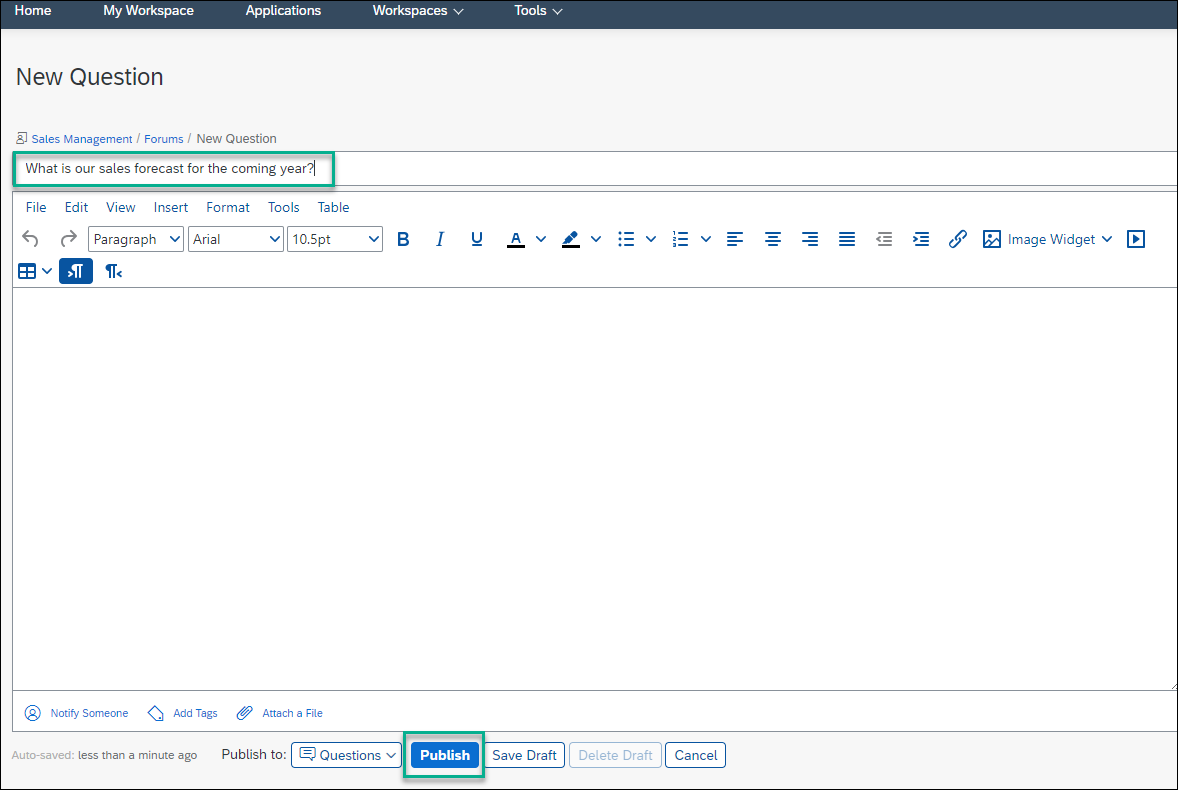 Home My Workspace Applications Workspaces Tools
New Question
Sales Management / Forums / New Question
What is our sales forecast for the coming year?
File Edit View Insert Format Tools Table
Paragraph Arial 10.5pt B I U A Image Widget
Notify Someone Add Tags Attach a File
Auto-saved: less than a minute ago Publish to: Questions Publish Save Draft Delete Draft Cancel